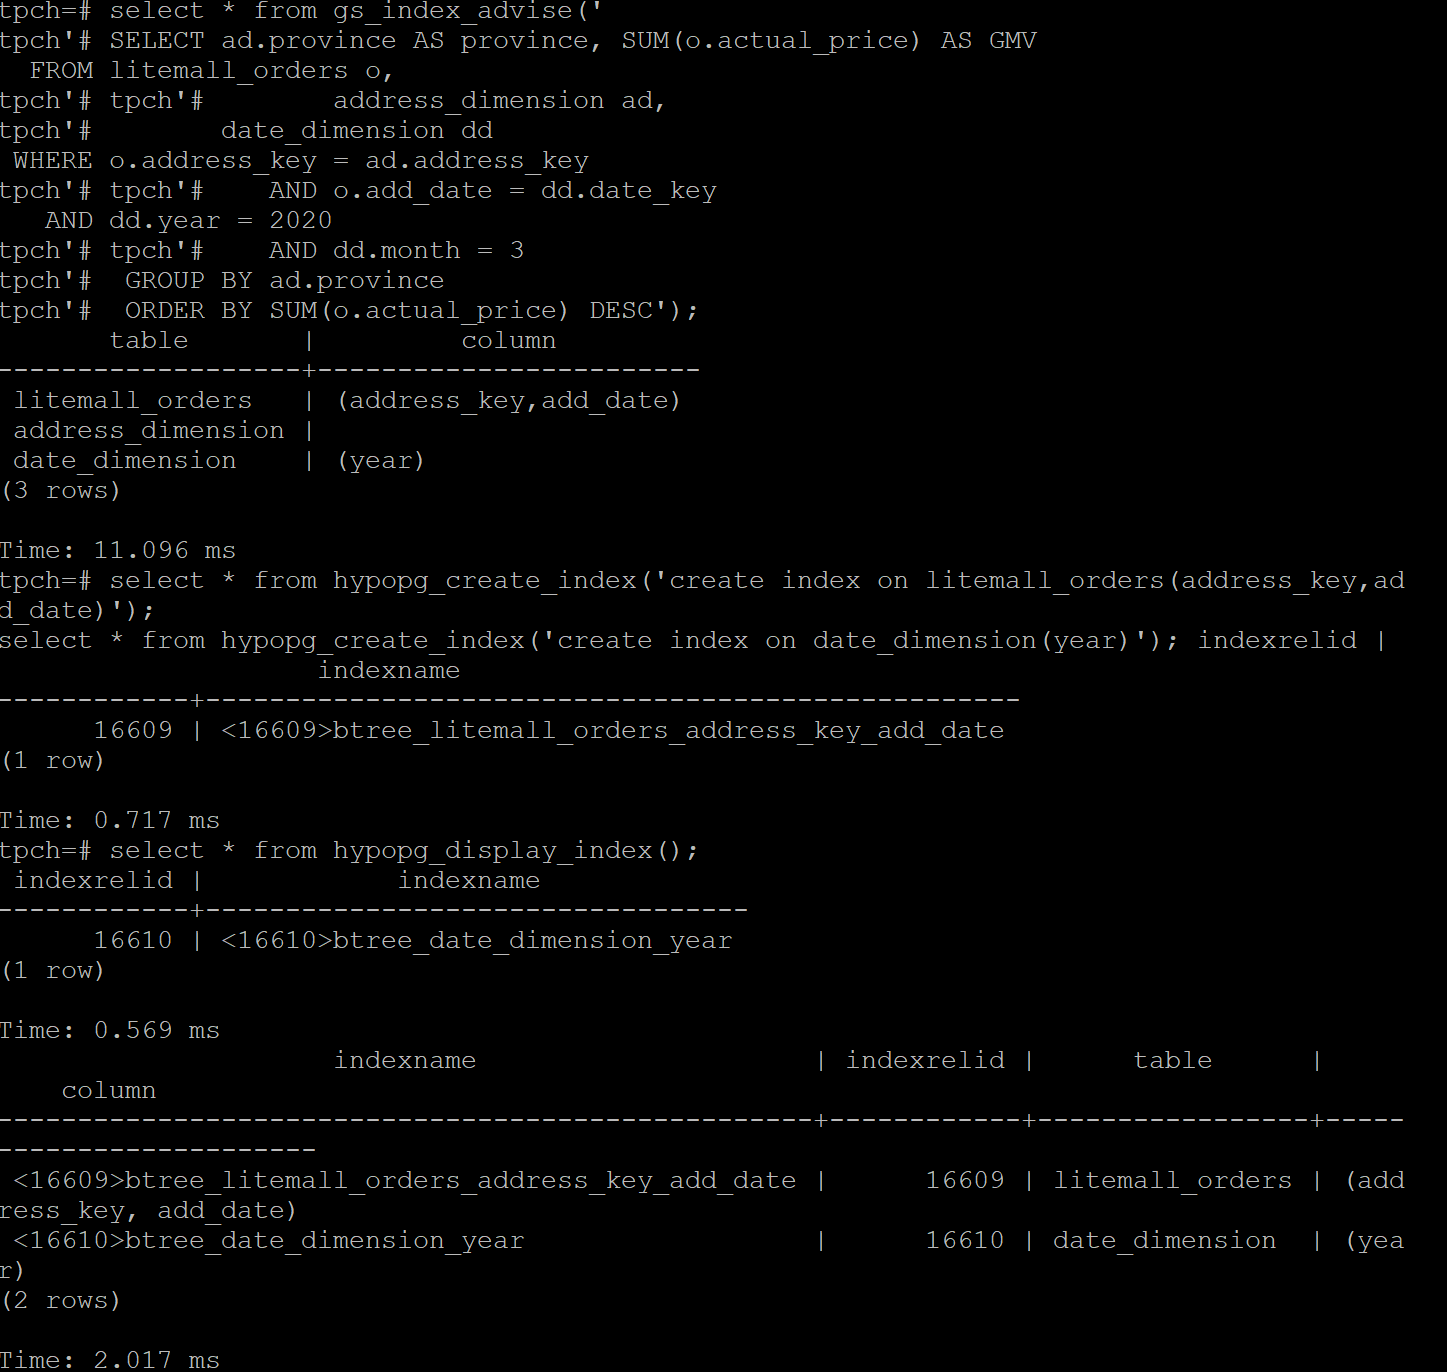 tpch=# select * from gs_index_advise('
tpch'# SELECT ad.province AS province, SUM(o.actual_price) AS GMV
  FROM litemall_orders o,
tpch'# tpch'#        address_dimension ad,
tpch'#        date_dimension dd
 WHERE o.address_key = ad.address_key
tpch'# tpch'#    AND o.add_date = dd.date_key
   AND dd.year = 2020
tpch'# tpch'#    AND dd.month = 3
tpch'#  GROUP BY ad.province
tpch'#  ORDER BY SUM(o.actual_price) DESC');
       table       |         column
-------------------+------------------------
 litemall_orders   | (address_key,add_date)
 address_dimension |
 date_dimension    | (year)
(3 rows)

Time: 11.096 ms
tpch=# select * from hypopg_create_index('create index on litemall_orders(address_key,ad
d_date)');
select * from hypopg_create_index('create index on date_dimension(year)'); indexrelid |
                    indexname
------------+---------------------------------------------------
      16609 | <16609>btree_litemall_orders_address_key_add_date
(1 row)

Time: 0.717 ms
tpch=# select * from hypopg_display_index();
 indexrelid |            indexname
------------+----------------------------------
      16610 | <16610>btree_date_dimension_year
(1 row)

Time: 0.569 ms
                     indexname                     | indexrelid |      table      |
    column
---------------------------------------------------+------------+-----------------+-----
--------------------
 <16609>btree_litemall_orders_address_key_add_date |      16609 | litemall_orders | (add
ress_key, add_date)
 <16610>btree_date_dimension_year                  |      16610 | date_dimension  | (yea
r)
(2 rows)

Time: 2.017 ms